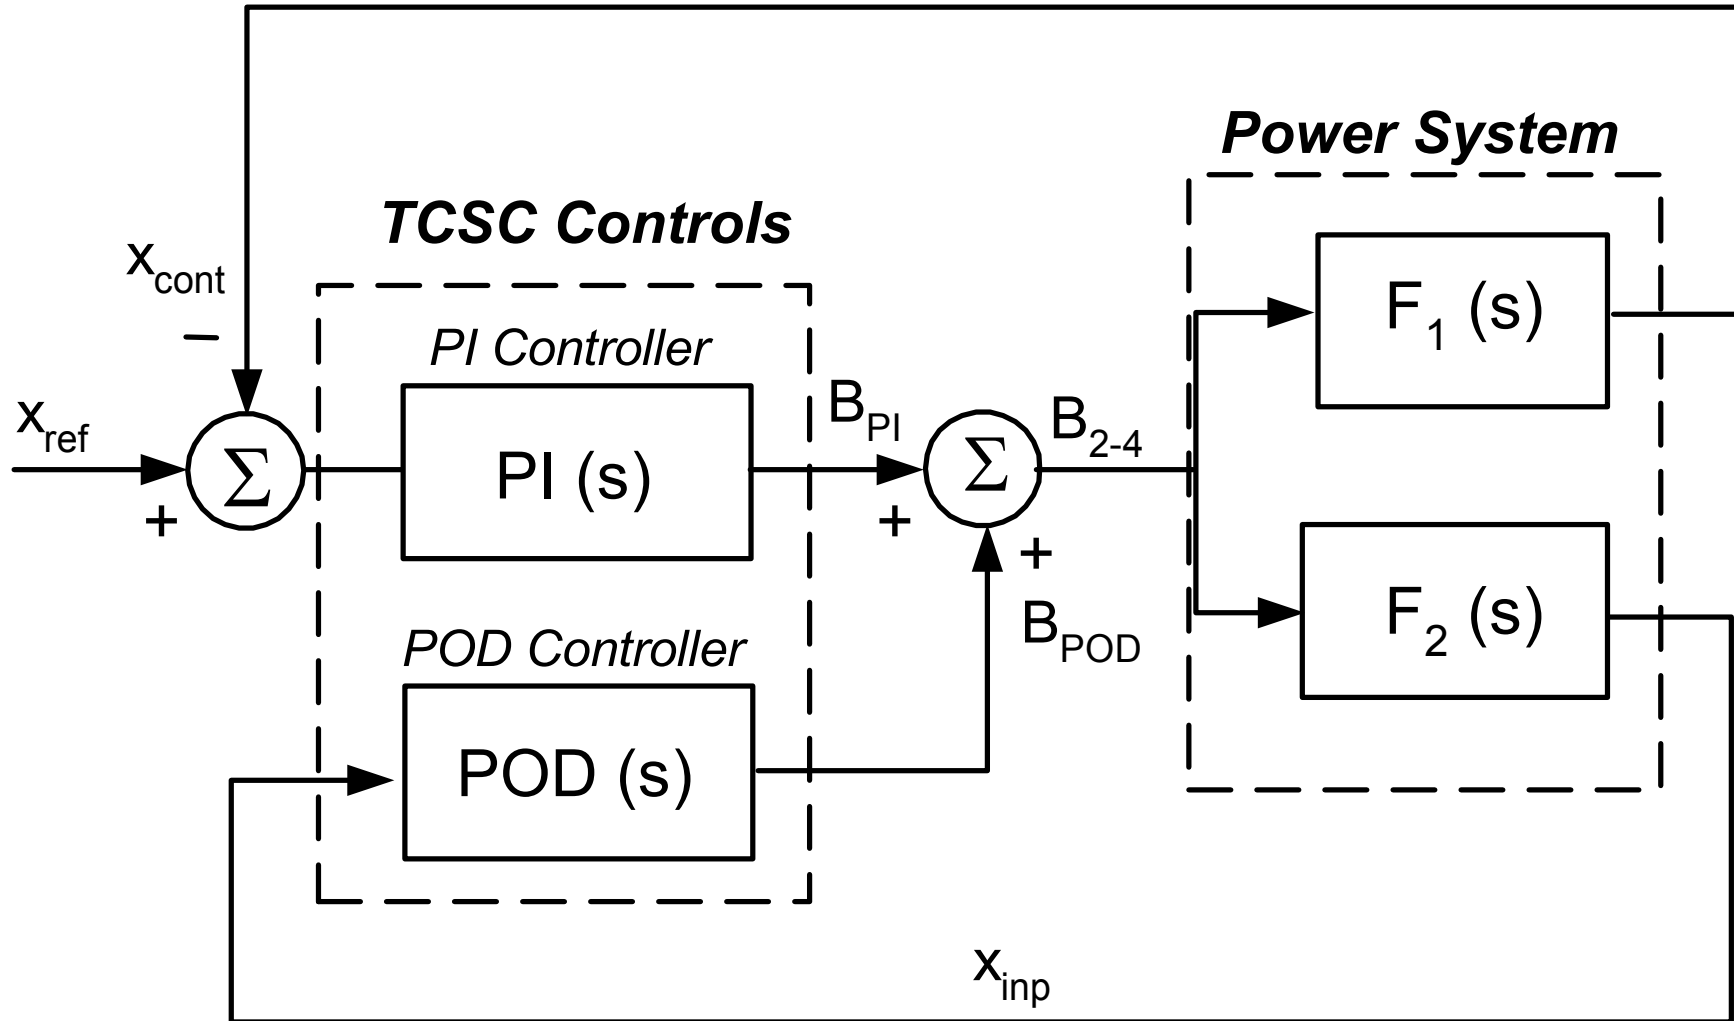 Power System
TCSC Controls
x_cont
−
PI Controller
F_1 (s)
x_ref
+
Σ
PI (s)
B_PI
+
Σ
B_2-4
+
B_POD
F_2 (s)
POD Controller
POD (s)
x_inp